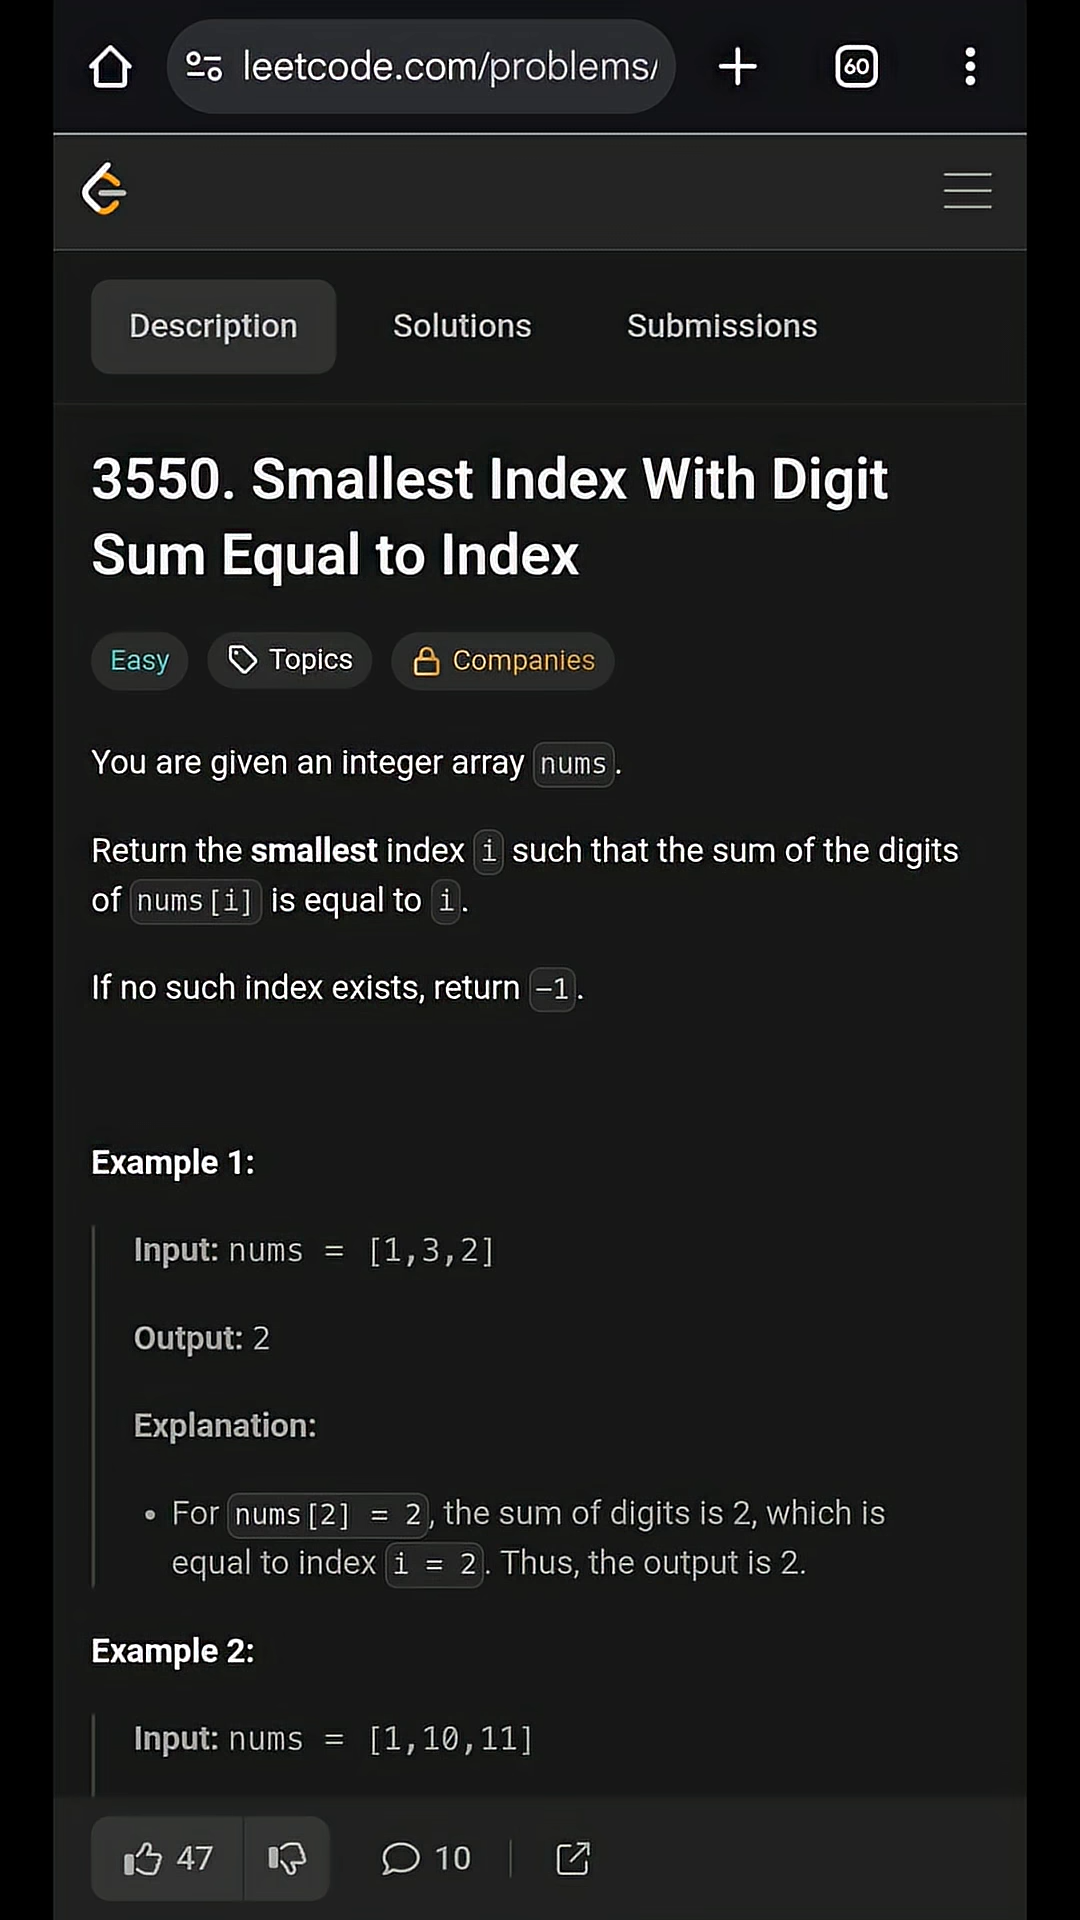 leetcode.com/problems/
60
Description
Solutions
Submissions
3550. Smallest Index With Digit
Sum Equal to Index
Easy
Topics
Companies
You are given an integer array nums.
Return the smallest index i such that the sum of the digits
of nums[i] is equal to i.
If no such index exists, return -1.
Example 1:
Input: nums = [1,3,2]
Output: 2
Explanation:
• For nums[2] = 2, the sum of digits is 2, which is
equal to index i = 2. Thus, the output is 2.
Example 2:
Input: nums = [1,10,11]
47
10